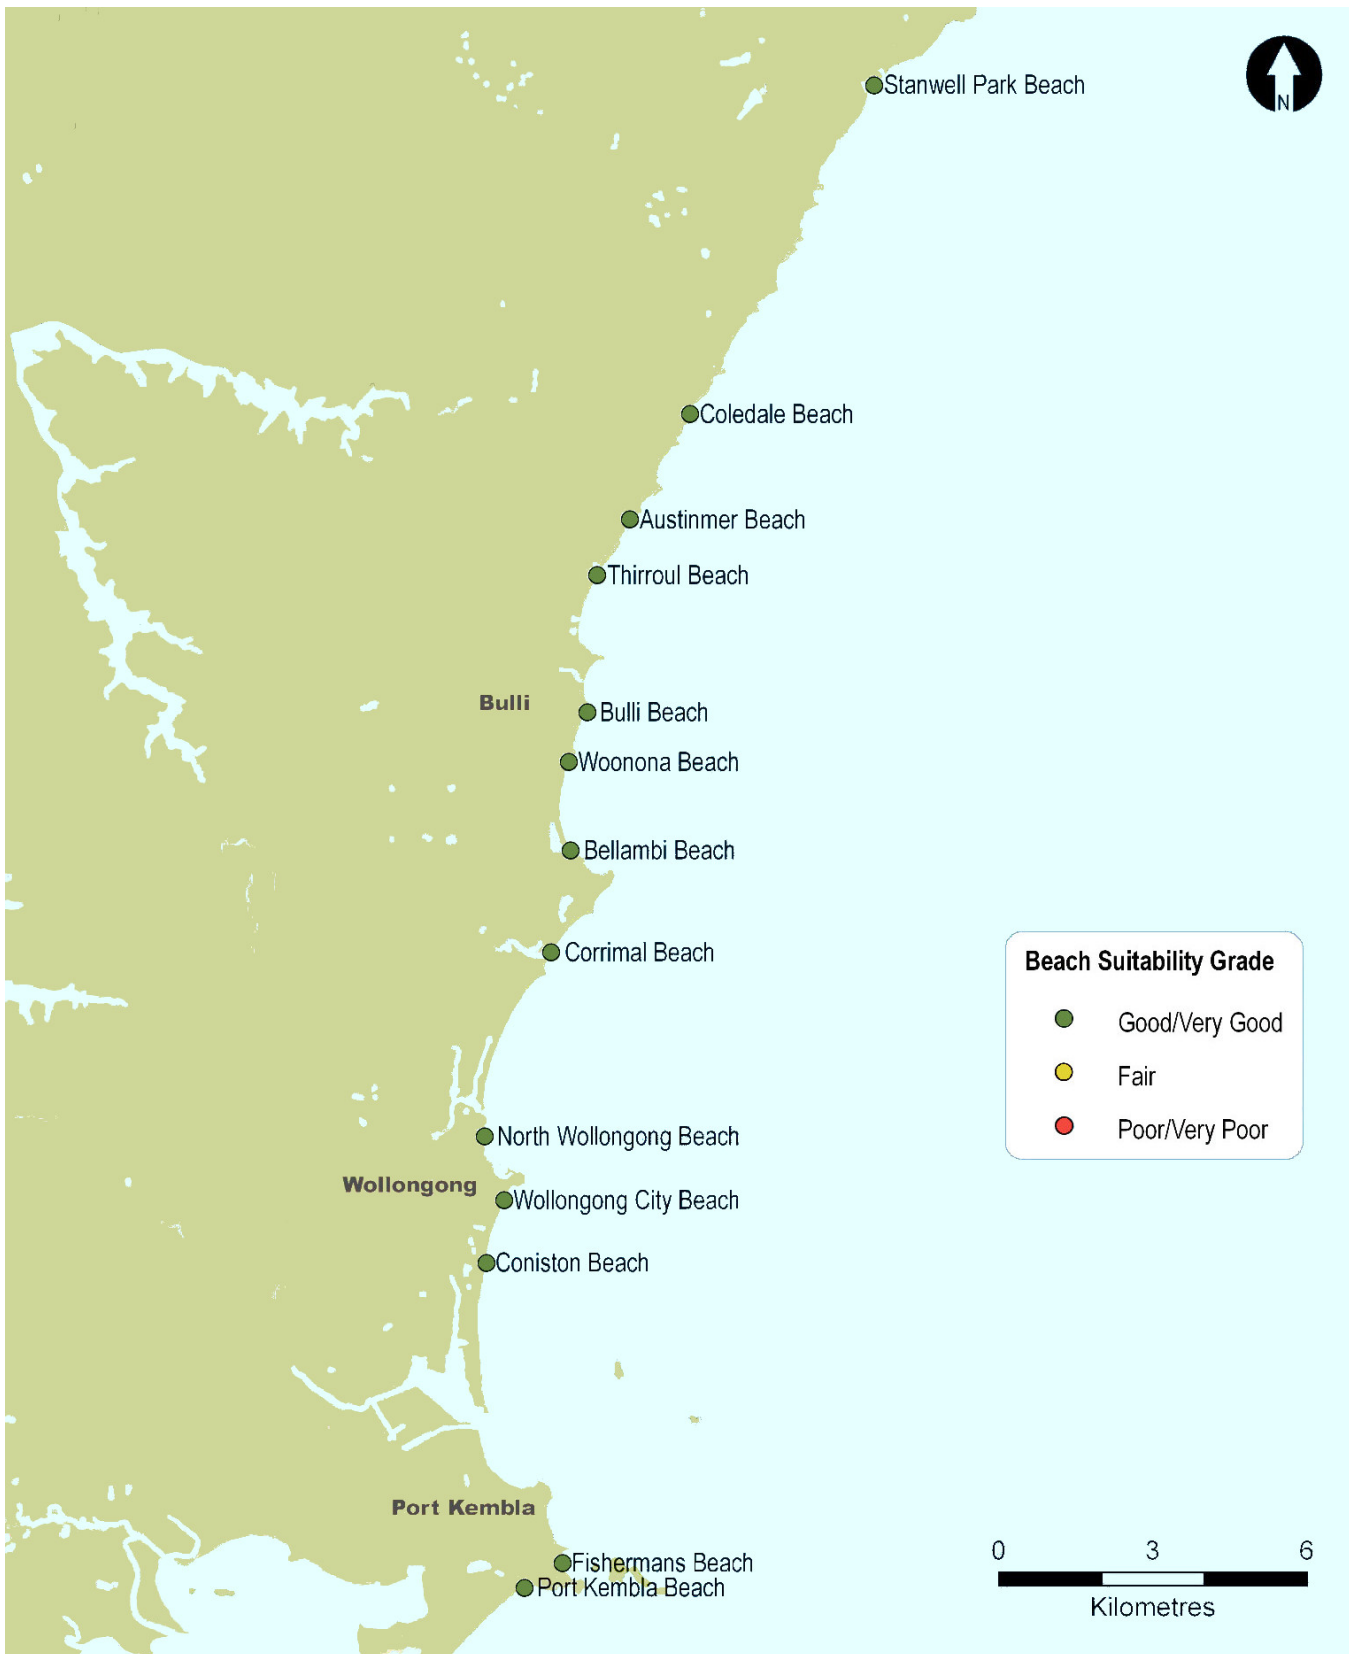 N
Stanwell Park Beach
Coledale Beach
Austinmer Beach
Thirroul Beach
Bulli
Bulli Beach
Woonona Beach
Bellambi Beach
Corrimal Beach
Beach Suitability Grade
Good/Very Good
Fair
Poor/Very Poor
North Wollongong Beach
Wollongong
Wollongong City Beach
Coniston Beach
Port Kembla
Fishermans Beach
Port Kembla Beach
0 3 6
Kilometres